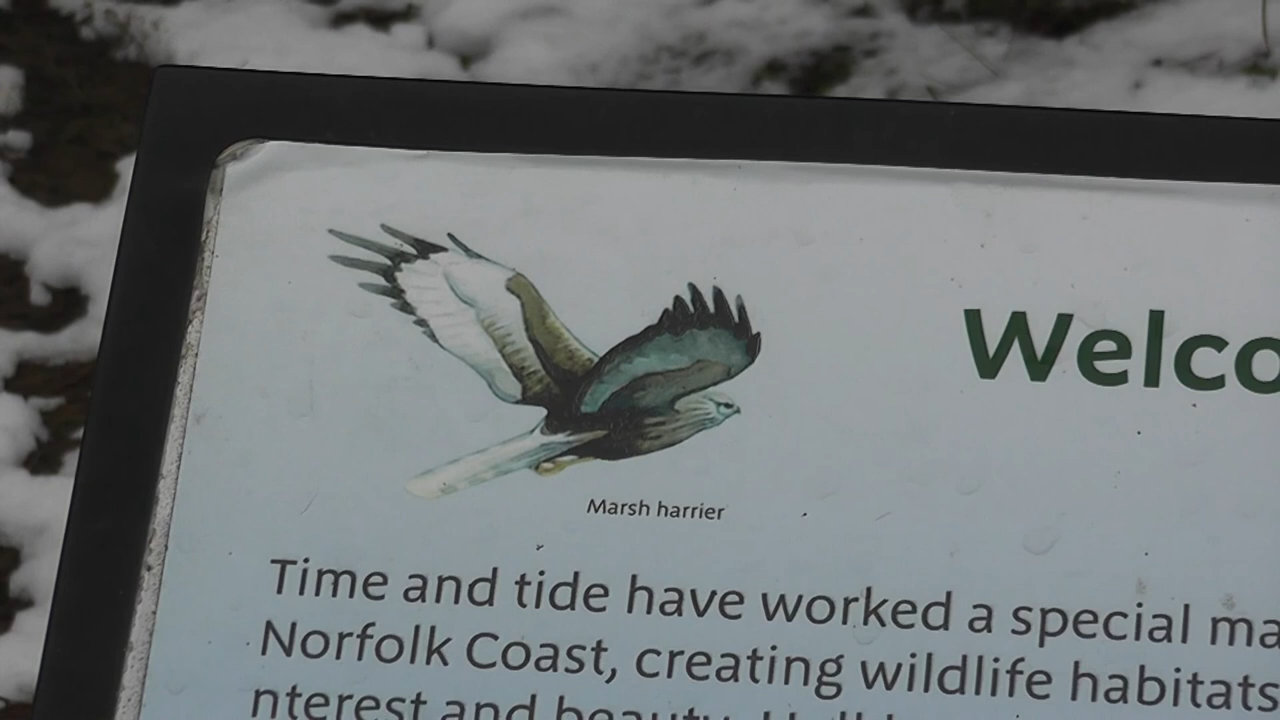 Welco
Marsh harrier
Time and tide have worked a special ma
Norfolk Coast, creating wildlife habitats
nterest and beauty.